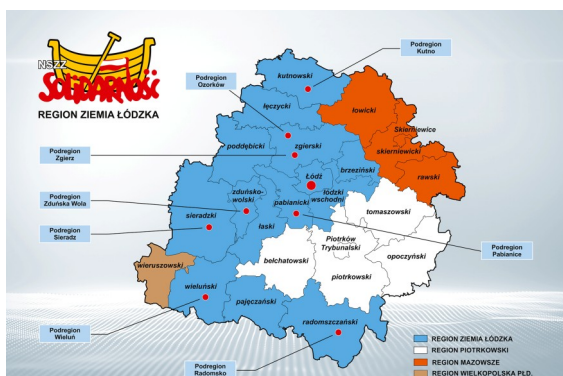 NSZZ
Solidarność
REGION ZIEMIA ŁÓDZKA
Podregion
Kutno
Podregion
Ozorków
Podregion
Zgierz
Podregion
Zduńska Wola
Podregion
Sieradz
Podregion
Pabianice
Podregion
Wieluń
Podregion
Radomsko
kutnowski
łęczycki
łowicki
Skierniewice
skierniewicki
rawski
poddębicki
zgierski
brzeziński
Łódź
łódzki
wschodni
zduńsko-
wolski
pabianicki
sieradzki
łaski
tomaszowski
Piotrków
Trybunalski
bełchatowski
opoczyński
piotrkowski
wieruszowski
wieluński
pajęczański
radomszczański
REGION ZIEMIA ŁÓDZKA
REGION PIOTRKOWSKI
REGION MAZOWSZE
REGION WIELKOPOLSKA PŁD.